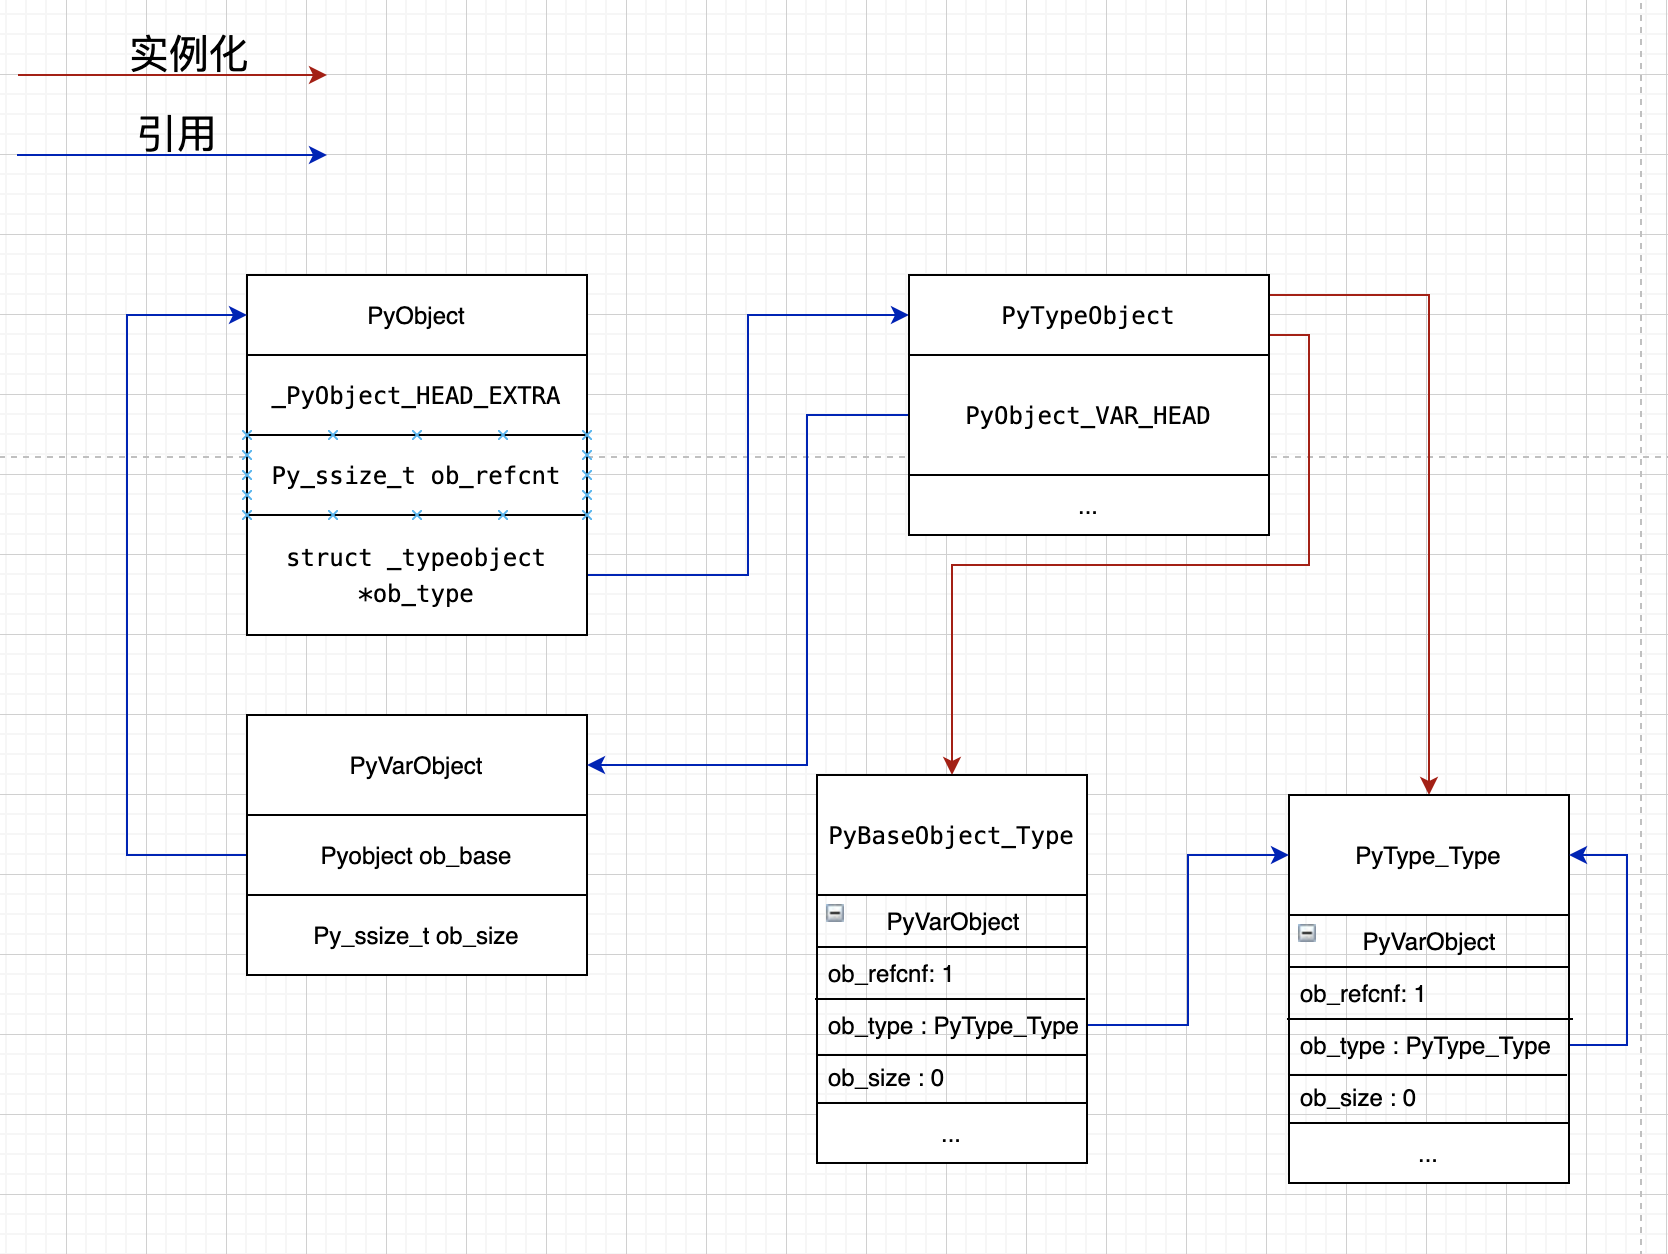 实例化
引用
PyObject
_PyObject_HEAD_EXTRA
Py_ssize_t ob_refcnt
struct _typeobject
*ob_type
PyTypeObject
PyObject_VAR_HEAD
...
PyVarObject
Pyobject ob_base
Py_ssize_t ob_size
PyBaseObject_Type
PyVarObject
ob_refcnf: 1
ob_type : PyType_Type
ob_size : 0
...
PyType_Type
PyVarObject
ob_refcnf: 1
ob_type : PyType_Type
ob_size : 0
...